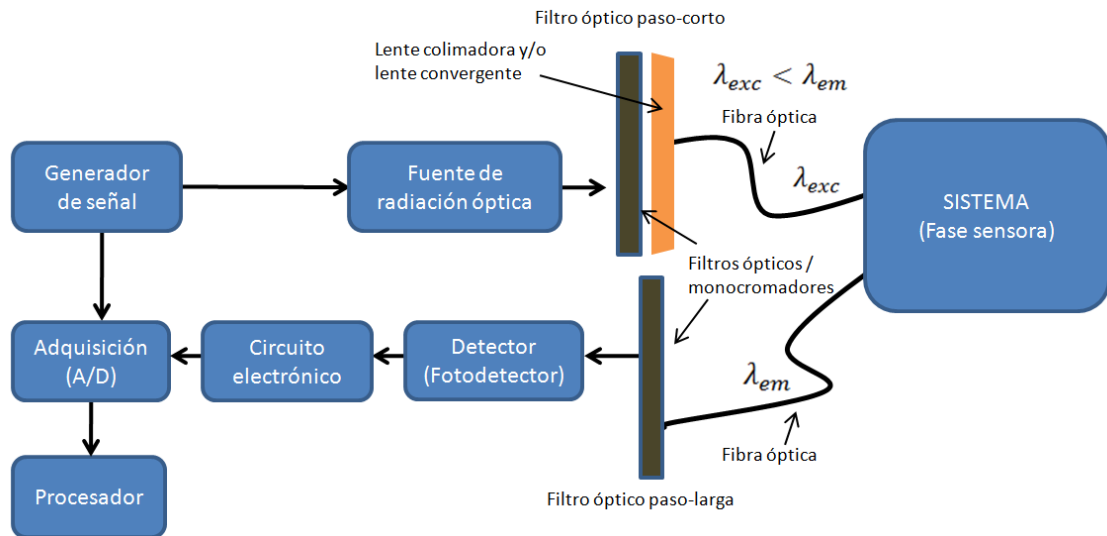 Filtro óptico paso-corto
Lente colimadora y/o
lente convergente
λexc < λem
Fibra óptica
Generador
de señal
Fuente de
radiación óptica
λexc
SISTEMA
(Fase sensora)
Filtros ópticos /
monocromadores
Adquisición
(A/D)
Circuito
electrónico
Detector
(Fotodetector)
λem
Fibra óptica
Procesador
Filtro óptico paso-larga